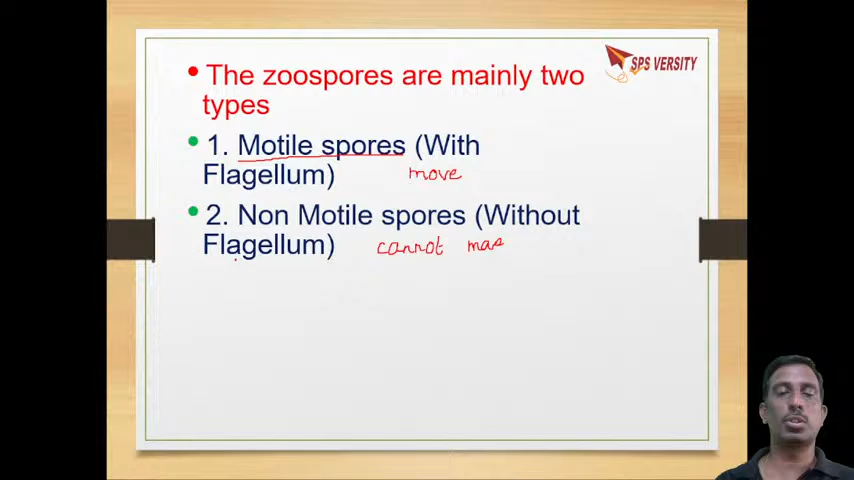 SPS VERSITY
• The zoospores are mainly two
types
• 1. Motile spores (With
Flagellum) move
• 2. Non Motile spores (Without
Flagellum) cannot